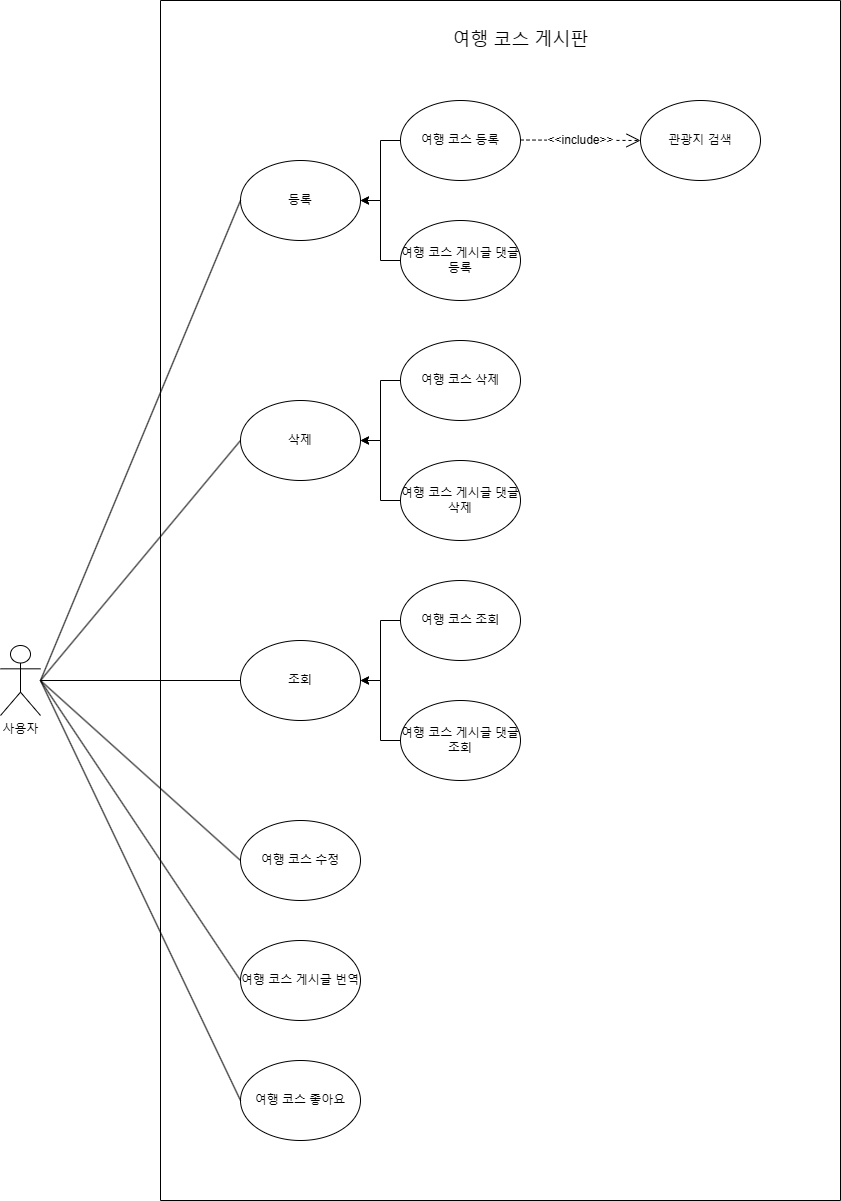 여행 코스 게시판
여행 코스 등록
<<include>>
관광지 검색
등록
여행 코스 게시글 댓글
등록
여행 코스 삭제
삭제
여행 코스 게시글 댓글
삭제
여행 코스 조회
조회
여행 코스 게시글 댓글
조회
사용자
여행 코스 수정
여행 코스 게시글 번역
여행 코스 좋아요